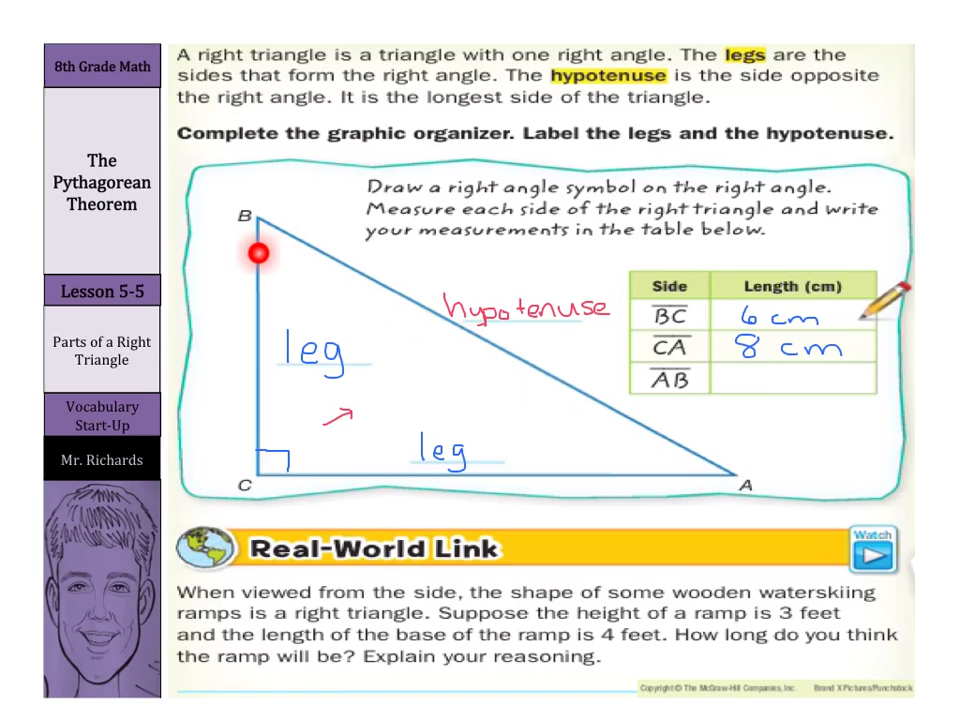 8th Grade Math
The
Pythagorean
Theorem
Lesson 5-5
Parts of a Right
Triangle
Vocabulary
Start-Up
Mr. Richards
A right triangle is a triangle with one right angle. The legs are the
sides that form the right angle. The hypotenuse is the side opposite
the right angle. It is the longest side of the triangle.
Complete the graphic organizer. Label the legs and the hypotenuse.
Draw a right angle symbol on the right angle.
Measure each side of the right triangle and write
your measurements in the table below.
B
hypotenuse
leg
leg
C
A
Side Length (cm)
BC 6 cm
CA 8 cm
AB
Real-World Link
Watch
When viewed from the side, the shape of some wooden waterskiing
ramps is a right triangle. Suppose the height of a ramp is 3 feet
and the length of the base of the ramp is 4 feet. How long do you think
the ramp will be? Explain your reasoning.
Copyright © The McGraw-Hill Companies, Inc. Brand X Pictures/Punchstock